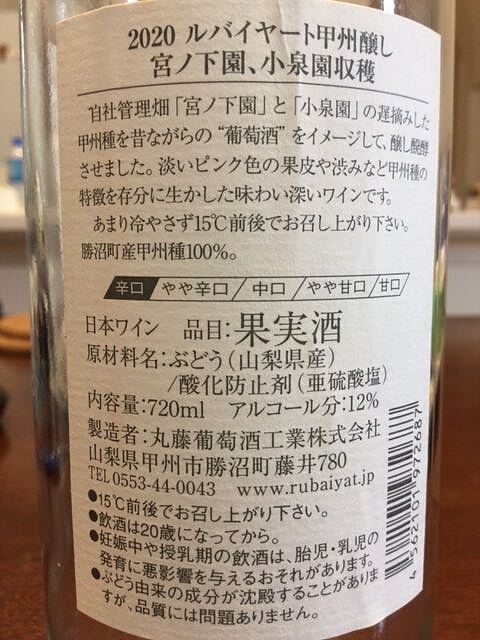 2020 ルバイヤート甲州醸し
宮ノ下園、小泉園収穫
自社管理畑「宮ノ下園」と「小泉園」の遅摘みした
甲州種を昔ながらの“葡萄酒”をイメージして、醸し醗酵
させました。淡いピンク色の果皮や渋みなど甲州種の
特徴を存分に生かした味わい深いワインです。
あまり冷やさず15℃前後でお召し上がり下さい。
勝沼町産甲州種100%。
辛口/やや辛口/中口/やや甘口/甘口
日本ワイン 品目:果実酒
原材料名:ぶどう(山梨県産)
/酸化防止剤(亜硫酸塩)
内容量:720ml アルコール分:12%
製造者:丸藤葡萄酒工業株式会社
山梨県甲州市勝沼町藤井780
TEL 0553-44-0043 www.rubaiyat.jp
●15℃前後でお召し上がり下さい。
●飲酒は20歳になってから。
●妊娠中や授乳期の飲酒は、胎児・乳児の
発育に悪影響を与えるおそれがあります。
●ぶどう由来の成分が沈殿することがありま
すが、品質には問題ありません。
4562101972687